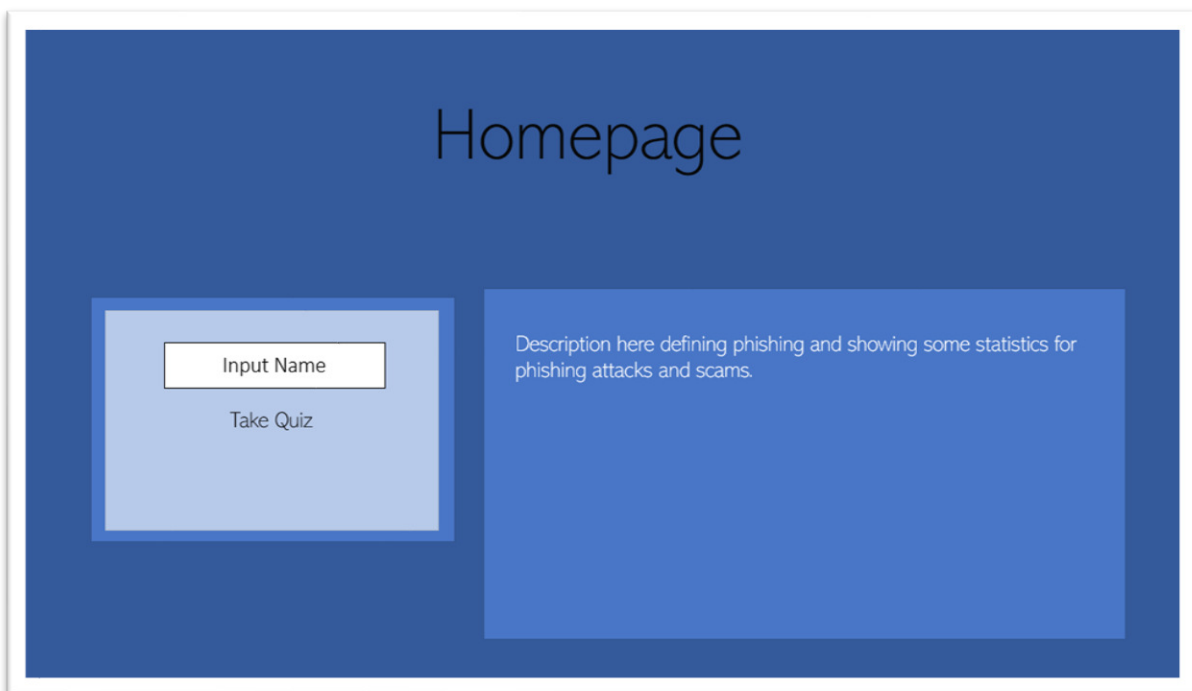 Homepage
Input Name
Take Quiz
Description here defining phishing and showing some statistics for
phishing attacks and scams.